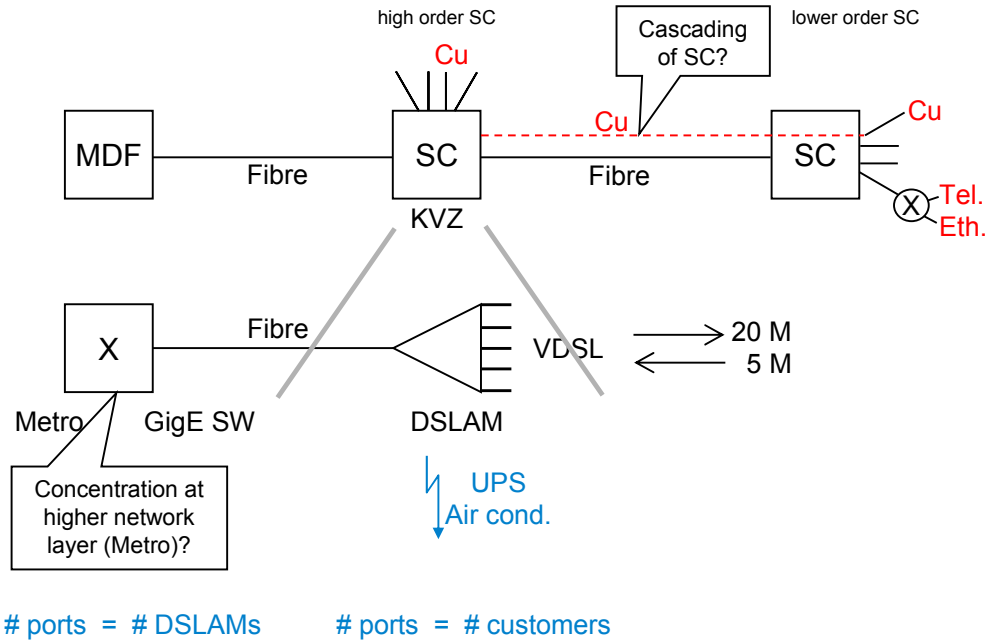 high order SC
lower order SC
Cascading
of SC?
Cu
Cu
Cu
MDF
SC
SC
Fibre
Fibre
X
Tel.
Eth.
KVZ
X
Fibre
VDSL
20 M
5 M
Metro
GigE SW
DSLAM
Concentration at
higher network
layer (Metro)?
UPS
Air cond.
# ports = # DSLAMs
# ports = # customers